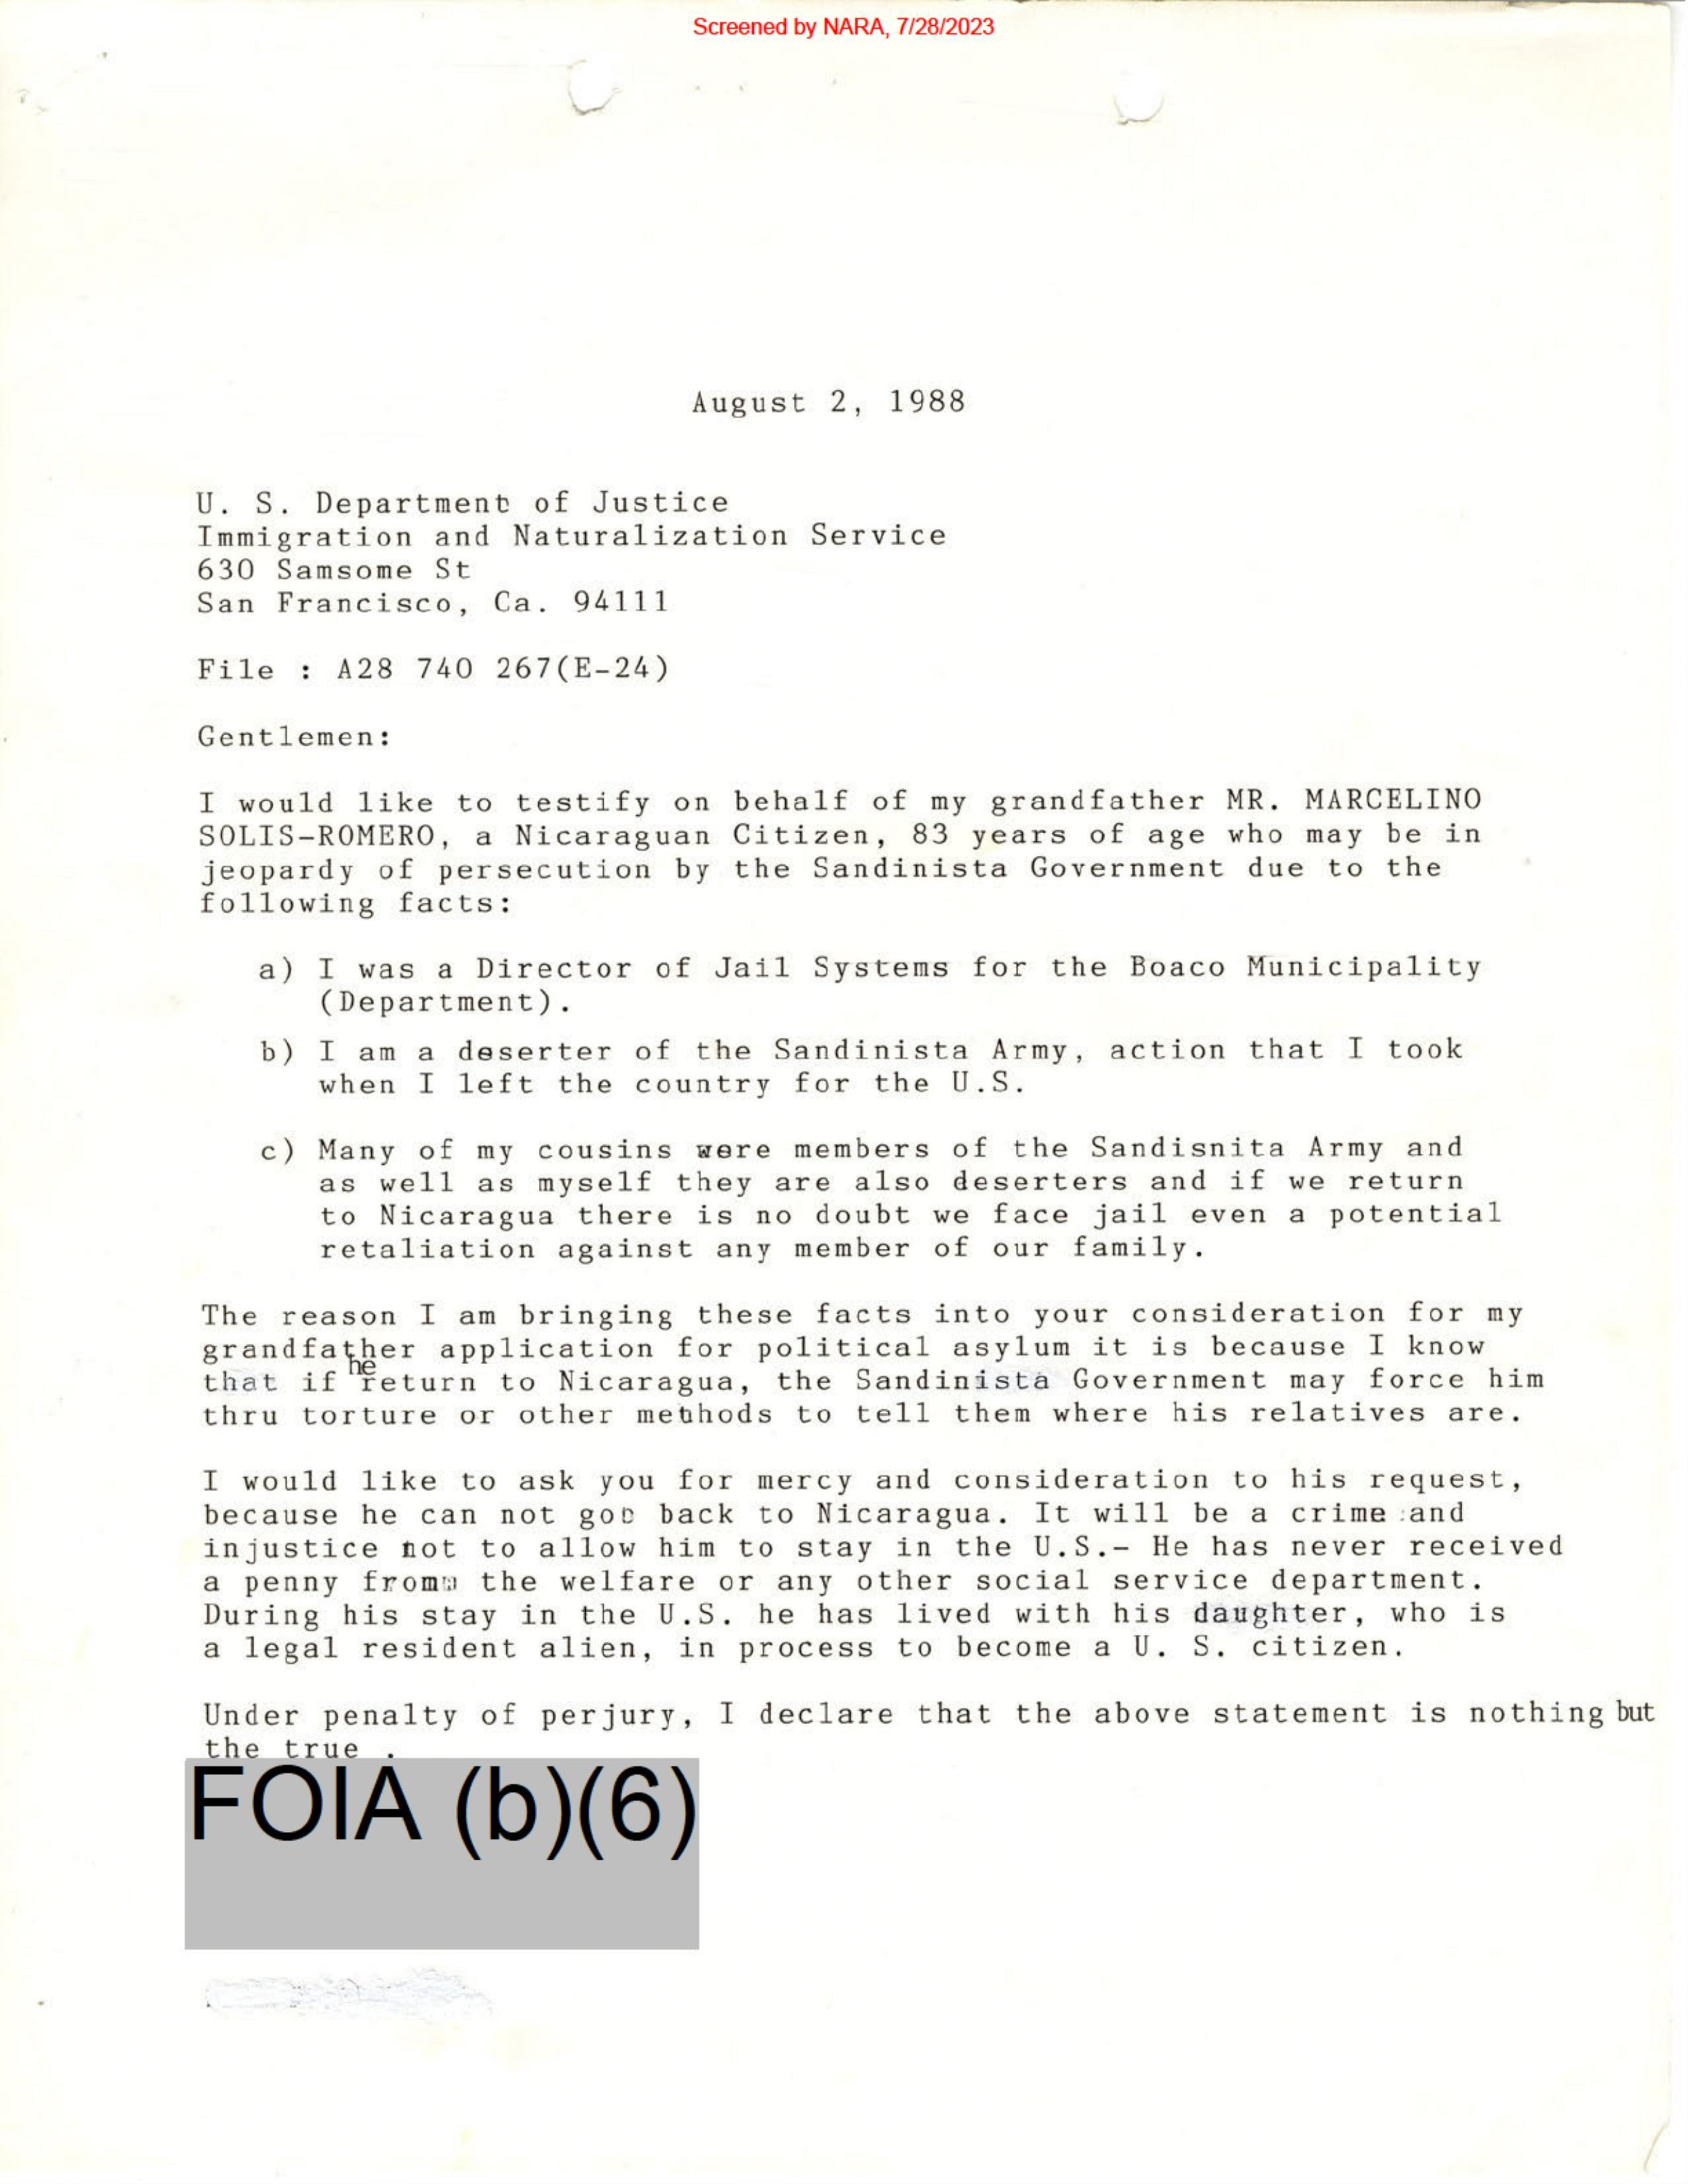 Screened by NARA, 7/28/2023
August 2, 1988
U. S. Department of Justice
Immigration and Naturalization Service
630 Samsome St
San Francisco, Ca. 94111
File : A28 740 267(E-24)
Gentlemen:
I would like to testify on behalf of my grandfather MR. MARCELINO
SOLIS-ROMERO, a Nicaraguan Citizen, 83 years of age who may be in
jeopardy of persecution by the Sandinista Government due to the
following facts:
a) I was a Director of Jail Systems for the Boaco Municipality
(Department).
b) I am a deserter of the Sandinista Army, action that I took
when I left the country for the U.S.
c) Many of my cousins were members of the Sandisnita Army and
as well as myself they are also deserters and if we return
to Nicaragua there is no doubt we face jail even a potential
retaliation against any member of our family.
The reason I am bringing these facts into your consideration for my
grandfather application for political asylum it is because I know
that if he return to Nicaragua, the Sandinista Government may force him
thru torture or other methods to tell them where his relatives are.
I would like to ask you for mercy and consideration to his request,
because he can not goo back to Nicaragua. It will be a crime and
injustice not to allow him to stay in the U.S.- He has never received
a penny fromm the welfare or any other social service department.
During his stay in the U.S. he has lived with his daughter, who is
a legal resident alien, in process to become a U. S. citizen.
Under penalty of perjury, I declare that the above statement is nothing but
the true .
FOIA (b)(6)